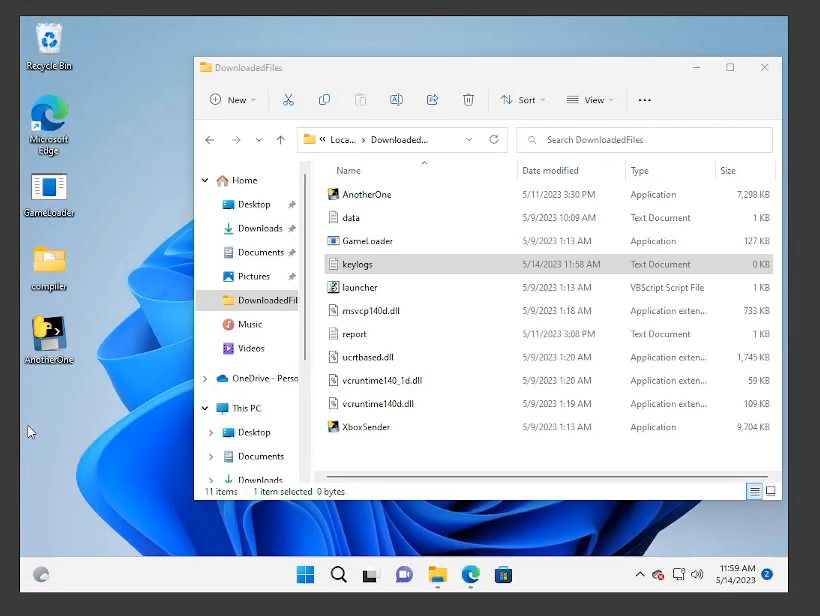 Recycle Bin
Microsoft
Edge
GameLoader
compiler
AnotherOne
DownloadedFiles
New
Sort
View
« Loca... › Downloaded...
Search DownloadedFiles
Name Date modified Type Size
Home
Desktop
Downloads
Documents
Pictures
DownloadedFil
Music
Videos
OneDrive - Perso
This PC
Desktop
Documents
Downloads
AnotherOne 5/11/2023 3:30 PM Application 7,298 KB
data 5/9/2023 10:09 AM Text Document 1 KB
GameLoader 5/9/2023 1:13 AM Application 127 KB
keylogs 5/14/2023 11:58 AM Text Document 0 KB
launcher 5/9/2023 1:13 AM VBScript Script File 1 KB
msvcp140d.dll 5/9/2023 1:18 AM Application exten... 733 KB
report 5/11/2023 3:08 PM Text Document 1 KB
ucrtbased.dll 5/9/2023 1:20 AM Application exten... 1,745 KB
vcruntime140_1d.dll 5/9/2023 1:20 AM Application exten... 59 KB
vcruntime140d.dll 5/9/2023 1:19 AM Application exten... 109 KB
XboxSender 5/9/2023 1:13 AM Application 9,704 KB
11 items 1 item selected 0 bytes
11:59 AM
5/14/2023
2